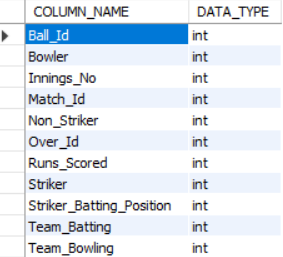 COLUMN_NAME DATA_TYPE
Ball_Id int
Bowler int
Innings_No int
Match_Id int
Non_Striker int
Over_Id int
Runs_Scored int
Striker int
Striker_Batting_Position int
Team_Batting int
Team_Bowling int